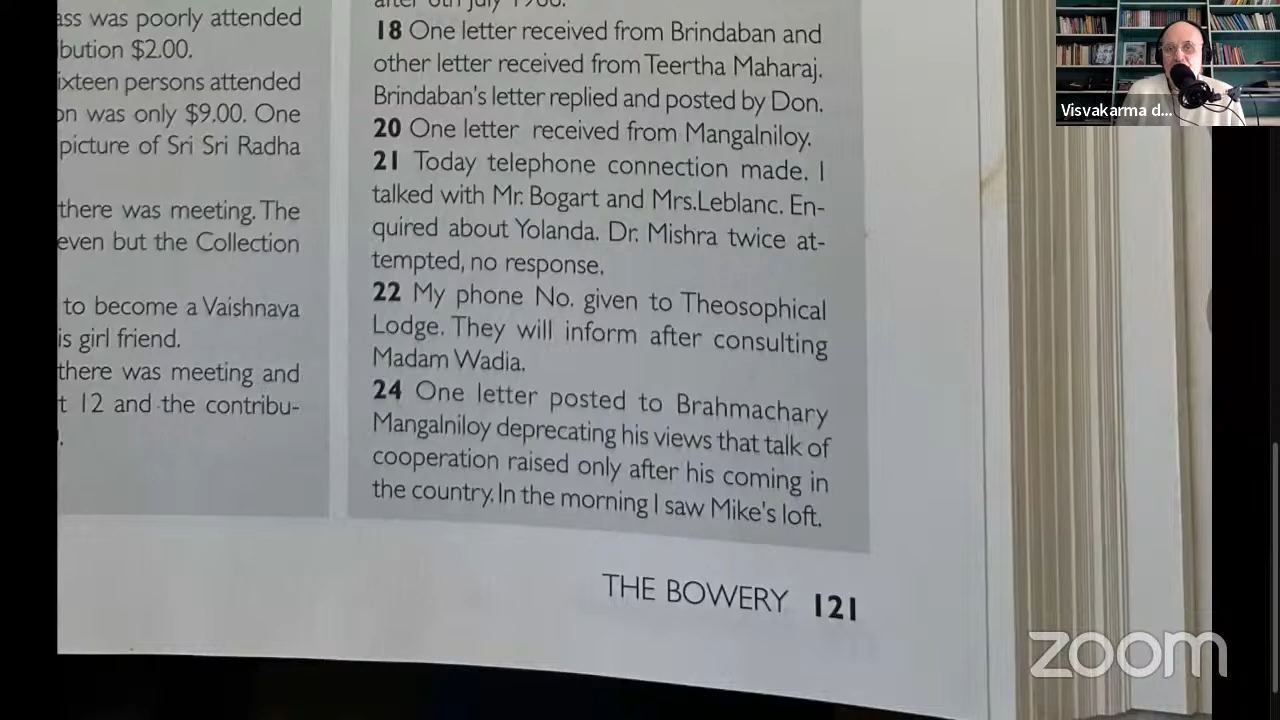 ass was poorly attended
ibution $2.00.
ixteen persons attended
on was only $9.00. One
picture of Sri Sri Radha
there was meeting. The
even but the Collection
to become a Vaishnava
is girl friend.
there was meeting and
t 12 and the contribu-
after 8th July 1966.
18 One letter received from Brindaban and
other letter received from Teertha Maharaj.
Brindaban's letter replied and posted by Don.
20 One letter received from Mangalniloy.
21 Today telephone connection made. I
talked with Mr. Bogart and Mrs.Leblanc. En-
quired about Yolanda. Dr. Mishra twice at-
tempted, no response.
22 My phone No. given to Theosophical
Lodge. They will inform after consulting
Madam Wadia.
24 One letter posted to Brahmachary
Mangalniloy deprecating his views that talk of
cooperation raised only after his coming in
the country. In the morning I saw Mike's loft.
THE BOWERY 121
Visvakarma d...
zoom